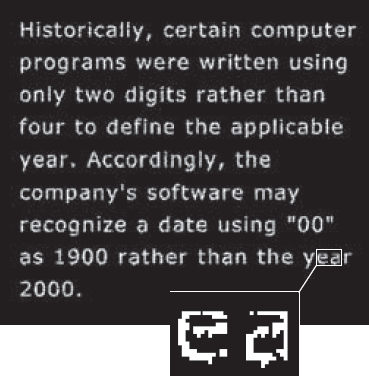 Historically, certain computer
programs were written using
only two digits rather than
four to define the applicable
year. Accordingly, the
company's software may
recognize a date using "00"
as 1900 rather than the year
2000.
ea